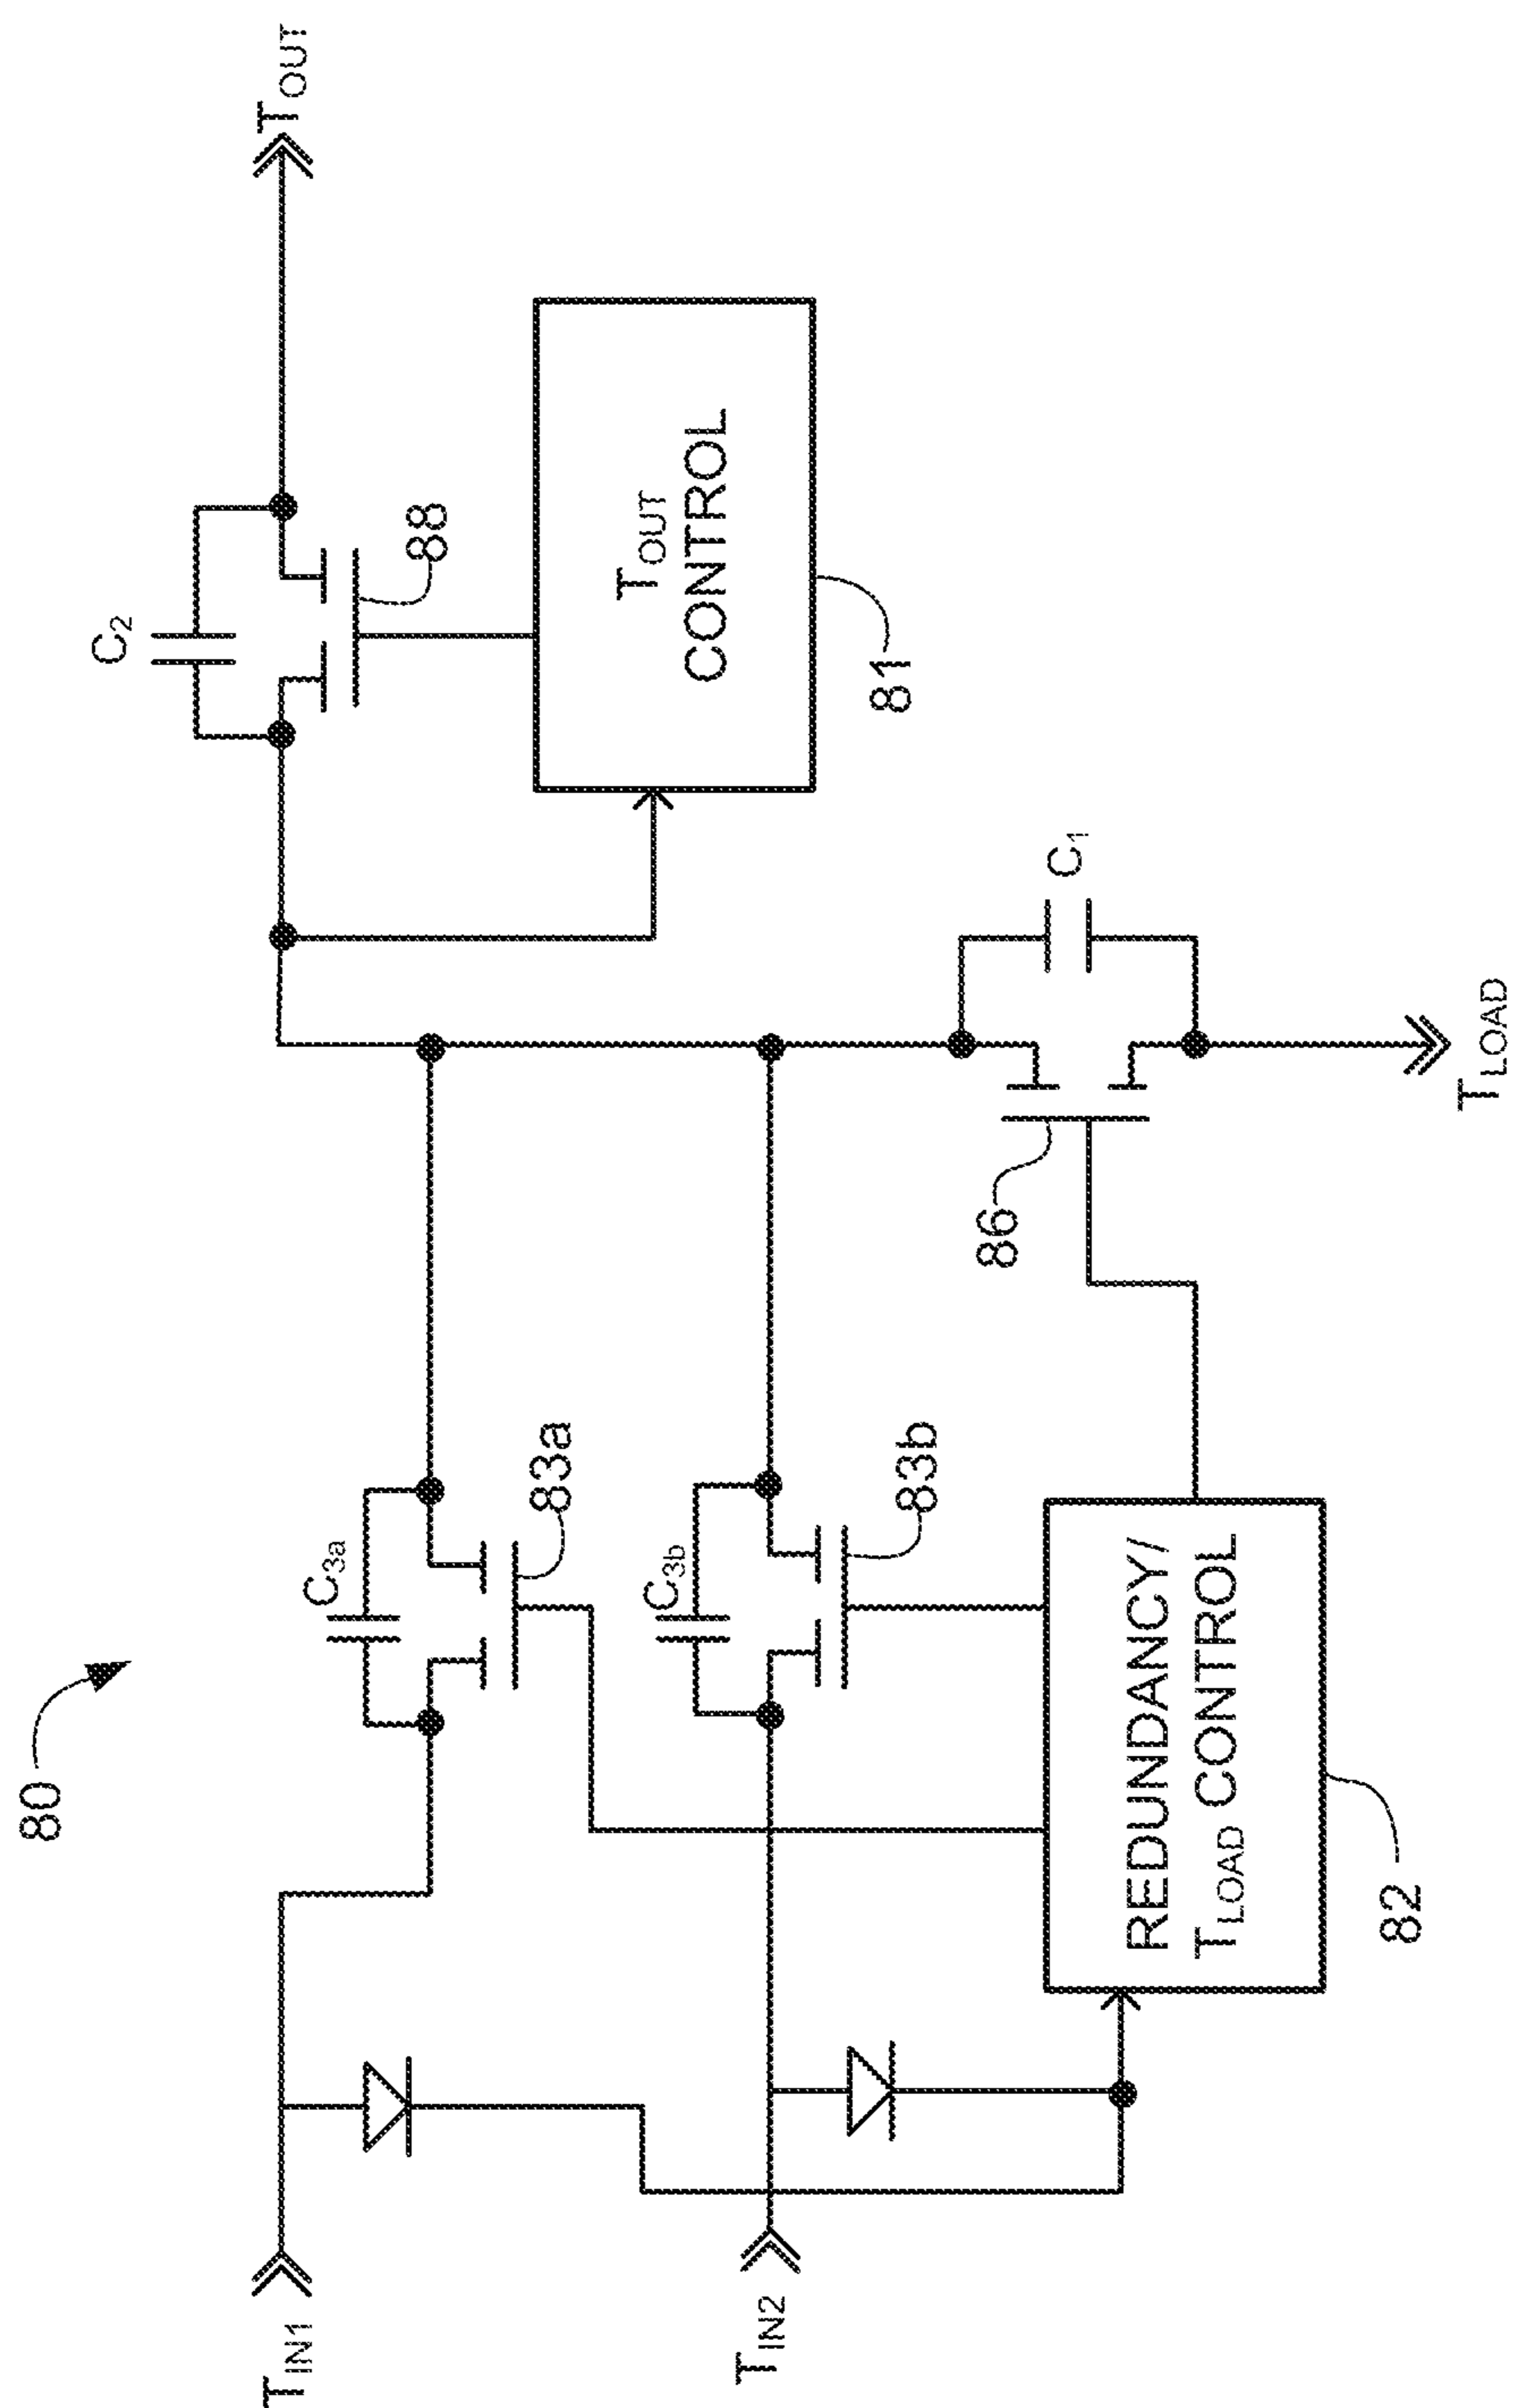 80
T_IN1
T_IN2
C_3a
83a
C_3b
83b
REDUNDANCY/
T_LOAD CONTROL
82
86
C_1
T_LOAD
C_2
88
T_OUT
CONTROL
81
T_OUT